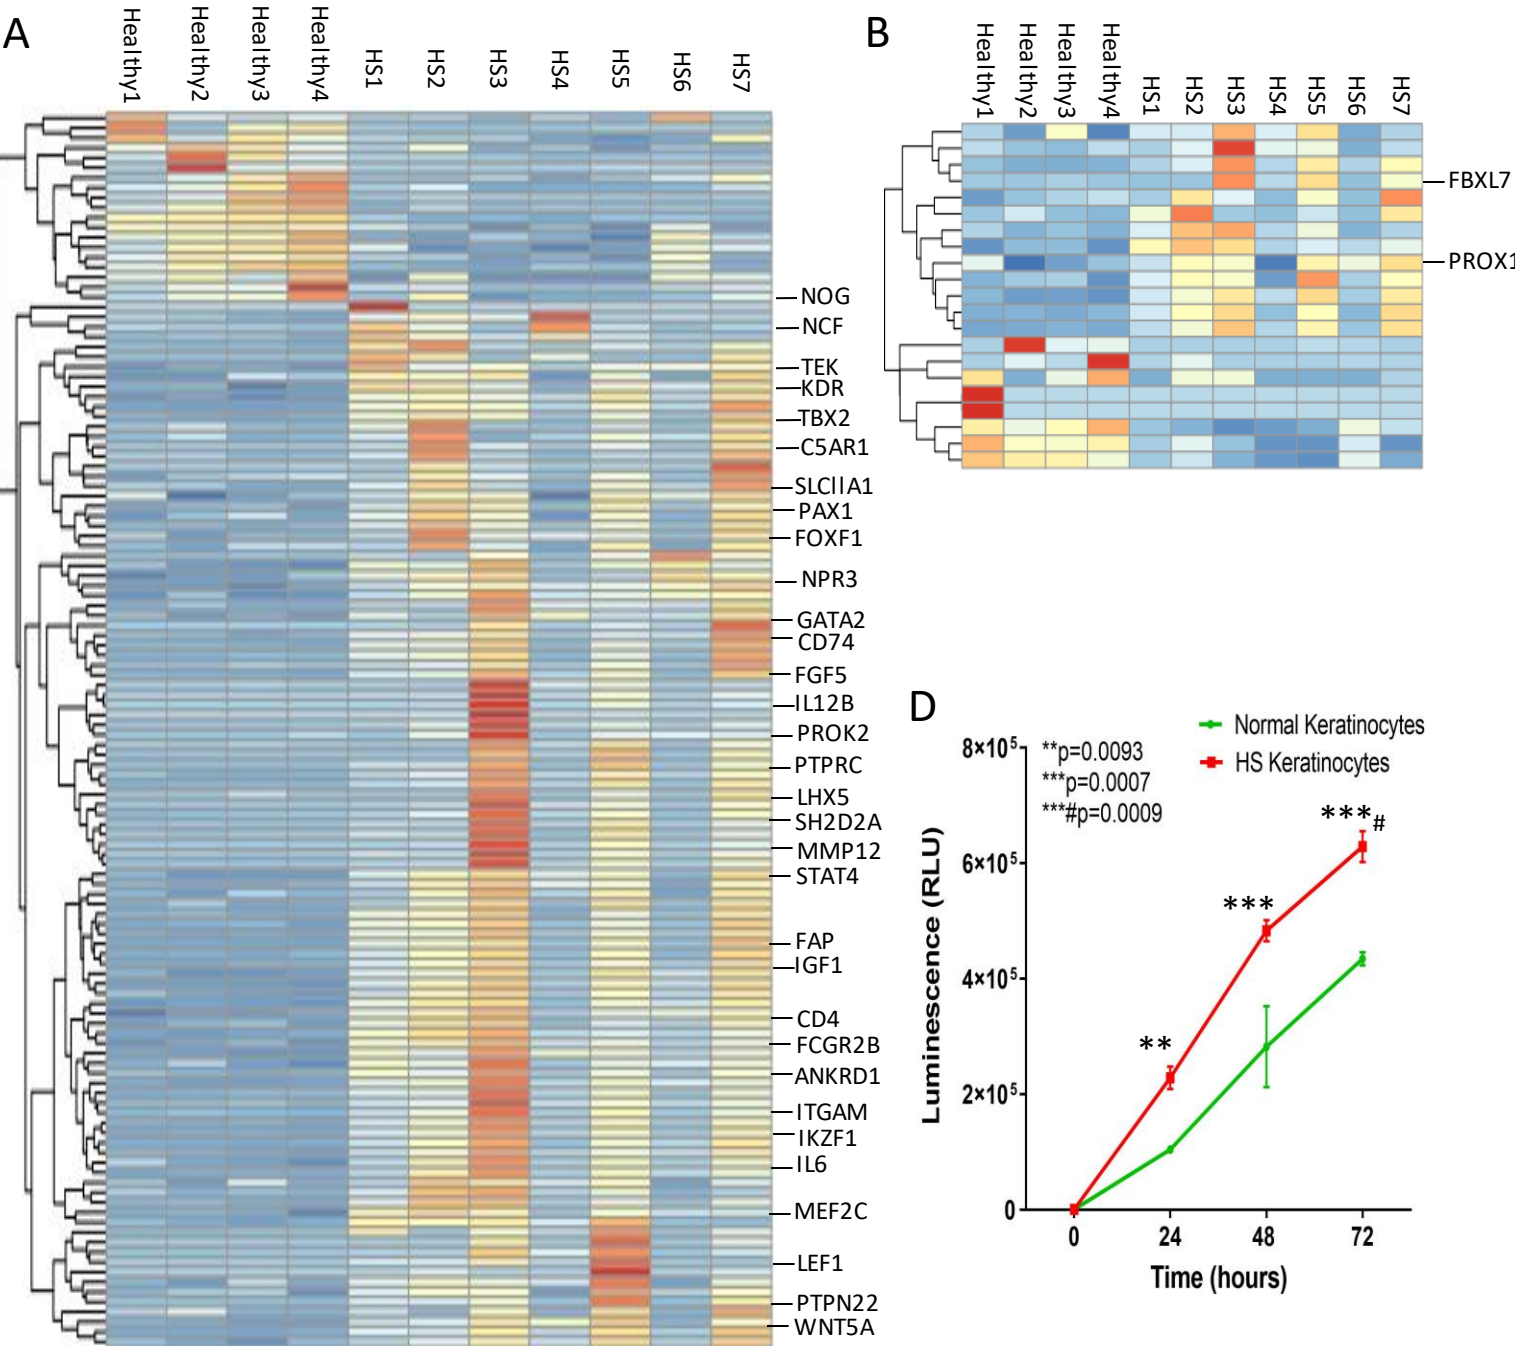 A
Healthy1
Healthy2
Healthy3
Healthy4
HS1
HS2
HS3
HS4
HS5
HS6
HS7
NOG
NCF
TEK
KDR
TBX2
C5AR1
SLCllA1
PAX1
FOXF1
NPR3
GATA2
CD74
FGF5
IL12B
PROK2
PTPRC
LHX5
SH2D2A
MMP12
STAT4
FAP
IGF1
CD4
FCGR2B
ANKRD1
ITGAM
IKZF1
IL6
MEF2C
LEF1
PTPN22
WNT5A
B
Healthy1
Healthy2
Healthy3
Healthy4
HS1
HS2
HS3
HS4
HS5
HS6
HS7
FBXL7
PROX1
D
Normal Keratinocytes
HS Keratinocytes
**p=0.0093
***p=0.0007
***#p=0.0009
8×10⁵
6×10⁵
4×10⁵
2×10⁵
0
Luminescence (RLU)
**
***
***#
0 24 48 72
Time (hours)